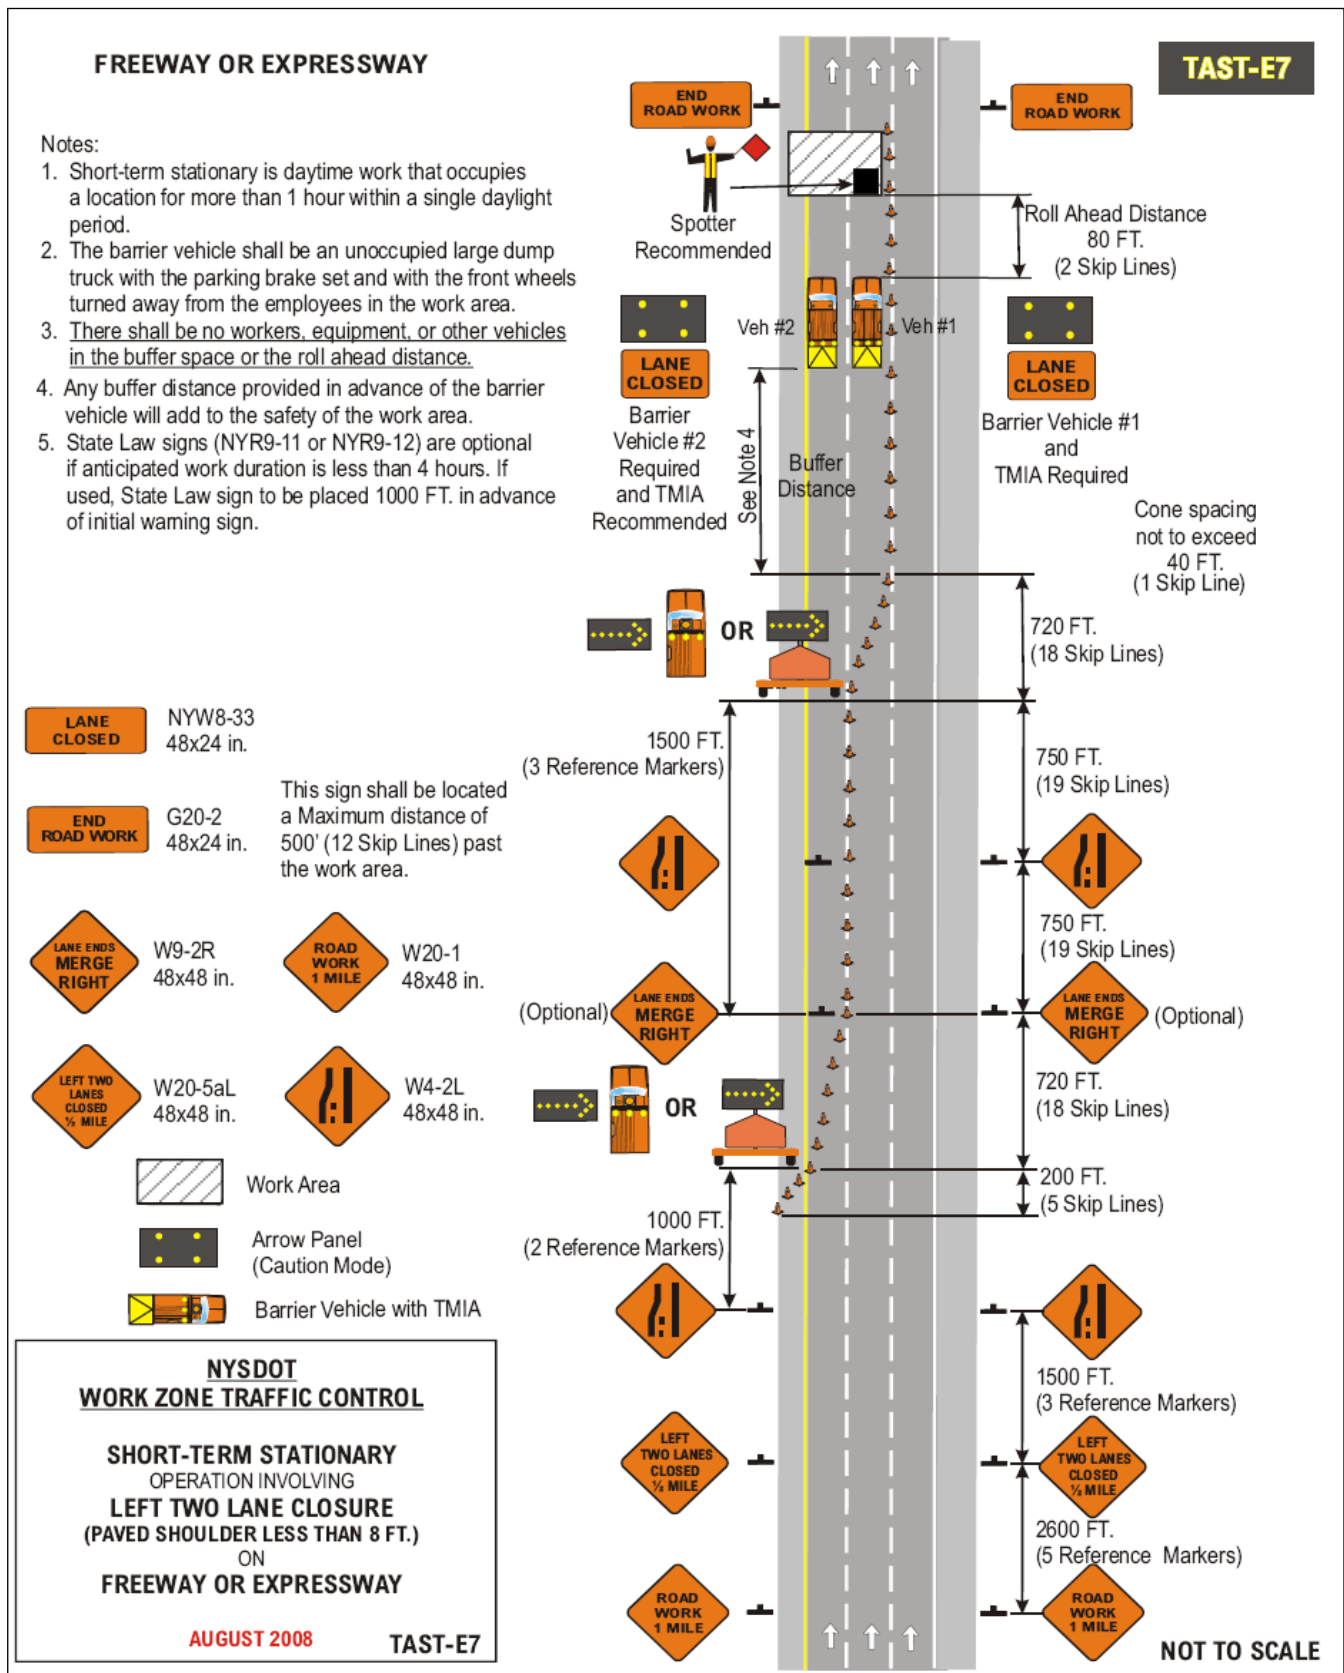 FREEWAY OR EXPRESSWAY
TAST-E7
Notes:
1. Short-term stationary is daytime work that occupies
a location for more than 1 hour within a single daylight
period.
2. The barrier vehicle shall be an unoccupied large dump
truck with the parking brake set and with the front wheels
turned away from the employees in the work area.
3. There shall be no workers, equipment, or other vehicles
in the buffer space or the roll ahead distance.
4. Any buffer distance provided in advance of the barrier
vehicle will add to the safety of the work area.
5. State Law signs (NYR9-11 or NYR9-12) are optional
if anticipated work duration is less than 4 hours. If
used, State Law sign to be placed 1000 FT. in advance
of initial warning sign.
END
ROAD WORK
END
ROAD WORK
Spotter
Recommended
Roll Ahead Distance
80 FT.
(2 Skip Lines)
Veh #2
Veh #1
LANE
CLOSED
LANE
CLOSED
Barrier
Vehicle #2
Required
and TMIA
Recommended
See Note 4
Buffer
Distance
Barrier Vehicle #1
and
TMIA Required
Cone spacing
not to exceed
40 FT.
(1 Skip Line)
OR
720 FT.
(18 Skip Lines)
1500 FT.
(3 Reference Markers)
750 FT.
(19 Skip Lines)
750 FT.
(19 Skip Lines)
(Optional)
LANE ENDS
MERGE
RIGHT
LANE ENDS
MERGE
RIGHT
(Optional)
OR
720 FT.
(18 Skip Lines)
200 FT.
(5 Skip Lines)
1000 FT.
(2 Reference Markers)
1500 FT.
(3 Reference Markers)
LEFT
TWO LANES
CLOSED
½ MILE
LEFT
TWO LANES
CLOSED
½ MILE
2600 FT.
(5 Reference Markers)
ROAD
WORK
1 MILE
ROAD
WORK
1 MILE
NOT TO SCALE
LANE
CLOSED
NYW8-33
48x24 in.
END
ROAD WORK
G20-2
48x24 in.
This sign shall be located
a Maximum distance of
500' (12 Skip Lines) past
the work area.
LANE ENDS
MERGE
RIGHT
W9-2R
48x48 in.
ROAD
WORK
1 MILE
W20-1
48x48 in.
LEFT TWO
LANES
CLOSED
½ MILE
W20-5aL
48x48 in.
W4-2L
48x48 in.
Work Area
Arrow Panel
(Caution Mode)
Barrier Vehicle with TMIA
NYSDOT
WORK ZONE TRAFFIC CONTROL
SHORT-TERM STATIONARY
OPERATION INVOLVING
LEFT TWO LANE CLOSURE
(PAVED SHOULDER LESS THAN 8 FT.)
ON
FREEWAY OR EXPRESSWAY
AUGUST 2008
TAST-E7